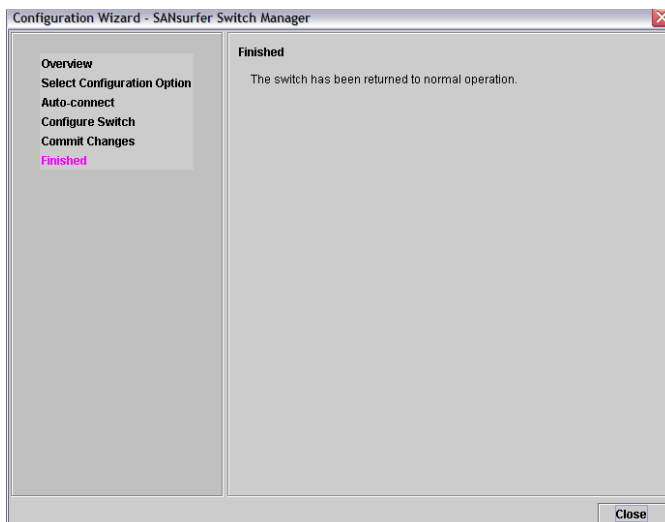 Configuration Wizard - SANsurfer Switch Manager
Overview
Select Configuration Option
Auto-connect
Configure Switch
Commit Changes
Finished
Finished
The switch has been returned to normal operation.
Close